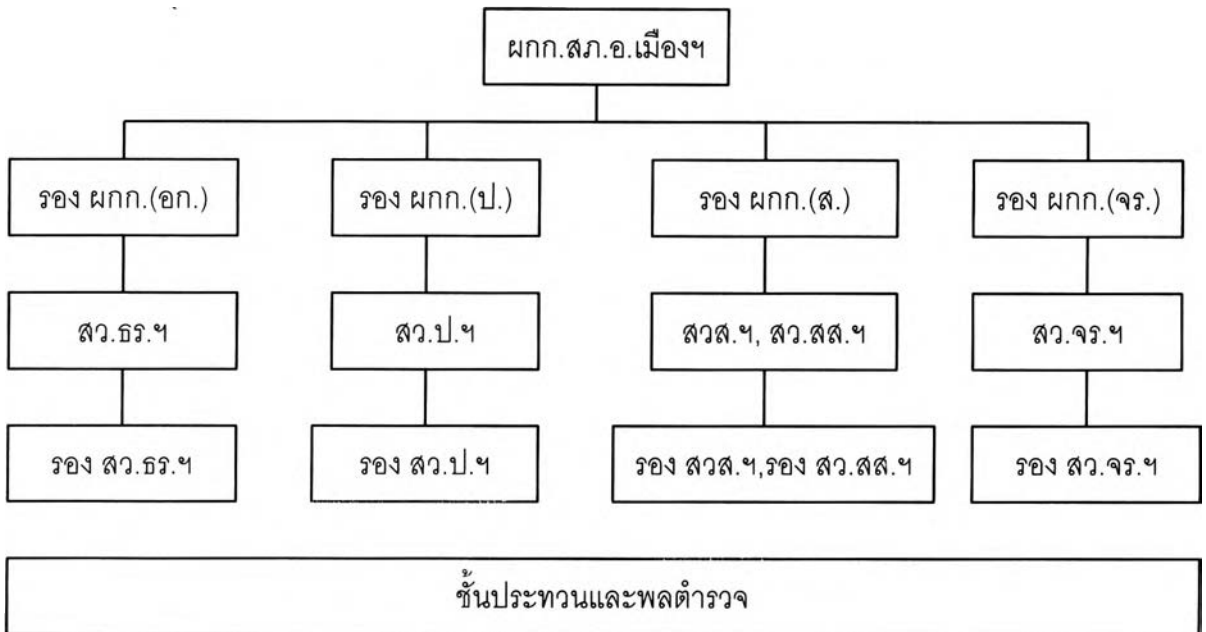 ผกก.สภ.อ.เมืองฯ
รอง ผกก.(อก.)
รอง ผกก.(ป.)
รอง ผกก.(ส.)
รอง ผกก.(จร.)
สว.ธร.ฯ
สว.ป.ฯ
สวส.ฯ, สว.สส.ฯ
สว.จร.ฯ
รอง สว.ธร.ฯ
รอง สว.ป.ฯ
รอง สวส.ฯ,รอง สว.สส.ฯ
รอง สว.จร.ฯ
ชั้นประทวนและพลตำรวจ